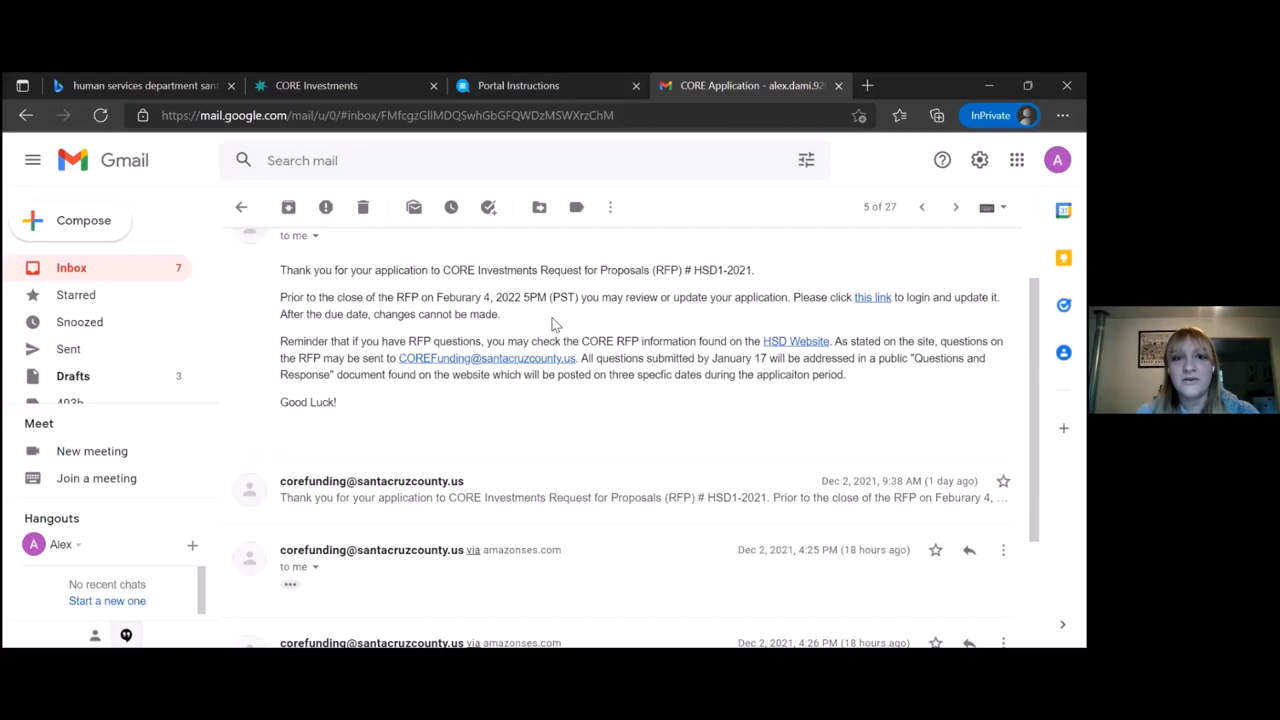 human services department sant
CORE Investments
Portal Instructions
CORE Application - alex.dami.92
https://mail.google.com/mail/u/0/#inbox/FMfcgzGllMDQSwhGbGFQWDzMSWXrzChM
InPrivate
Gmail
Search mail
A
Compose
5 of 27
Inbox 7
Starred
Snoozed
Sent
Drafts 3
403b
Meet
New meeting
Join a meeting
Hangouts
A Alex
No recent chats
Start a new one
31
to me
Thank you for your application to CORE Investments Request for Proposals (RFP) # HSD1-2021.
Prior to the close of the RFP on Feburary 4, 2022 5PM (PST) you may review or update your application. Please click this link to login and update it.
After the due date, changes cannot be made.
Reminder that if you have RFP questions, you may check the CORE RFP information found on the HSD Website. As stated on the site, questions on
the RFP may be sent to COREFunding@santacruzcounty.us. All questions submitted by January 17 will be addressed in a public "Questions and
Response" document found on the website which will be posted on three specfic dates during the applicaiton period.
Good Luck!
corefunding@santacruzcounty.us Dec 2, 2021, 9:38 AM (1 day ago)
Thank you for your application to CORE Investments Request for Proposals (RFP) # HSD1-2021. Prior to the close of the RFP on Feburary 4, ...
corefunding@santacruzcounty.us via amazonses.com Dec 2, 2021, 4:25 PM (18 hours ago)
to me
corefunding@santacruzcounty.us via amazonses.com Dec 2, 2021, 4:26 PM (18 hours ago)